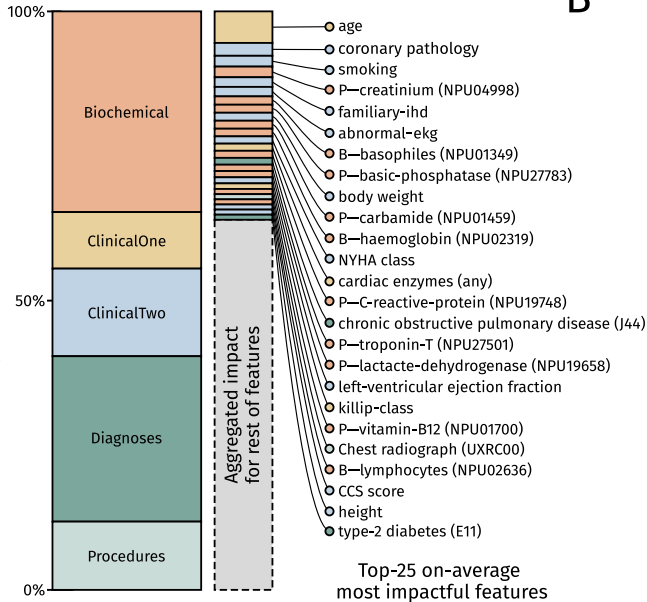 B
100%
50%
0%
Biochemical
ClinicalOne
ClinicalTwo
Diagnoses
Procedures
Aggregated impact
for rest of features
age
coronary pathology
smoking
P—creatinium (NPU04998)
familiary-ihd
abnormal-ekg
B—basophiles (NPU01349)
P—basic-phosphatase (NPU27783)
body weight
P—carbamide (NPU01459)
B—haemoglobin (NPU02319)
NYHA class
cardiac enzymes (any)
P—C-reactive-protein (NPU19748)
chronic obstructive pulmonary disease (J44)
P—troponin-T (NPU27501)
P—lactacte-dehydrogenase (NPU19658)
left-ventricular ejection fraction
killip-class
P—vitamin-B12 (NPU01700)
Chest radiograph (UXRC00)
B—lymphocytes (NPU02636)
CCS score
height
type-2 diabetes (E11)
Top-25 on-average
most impactful features